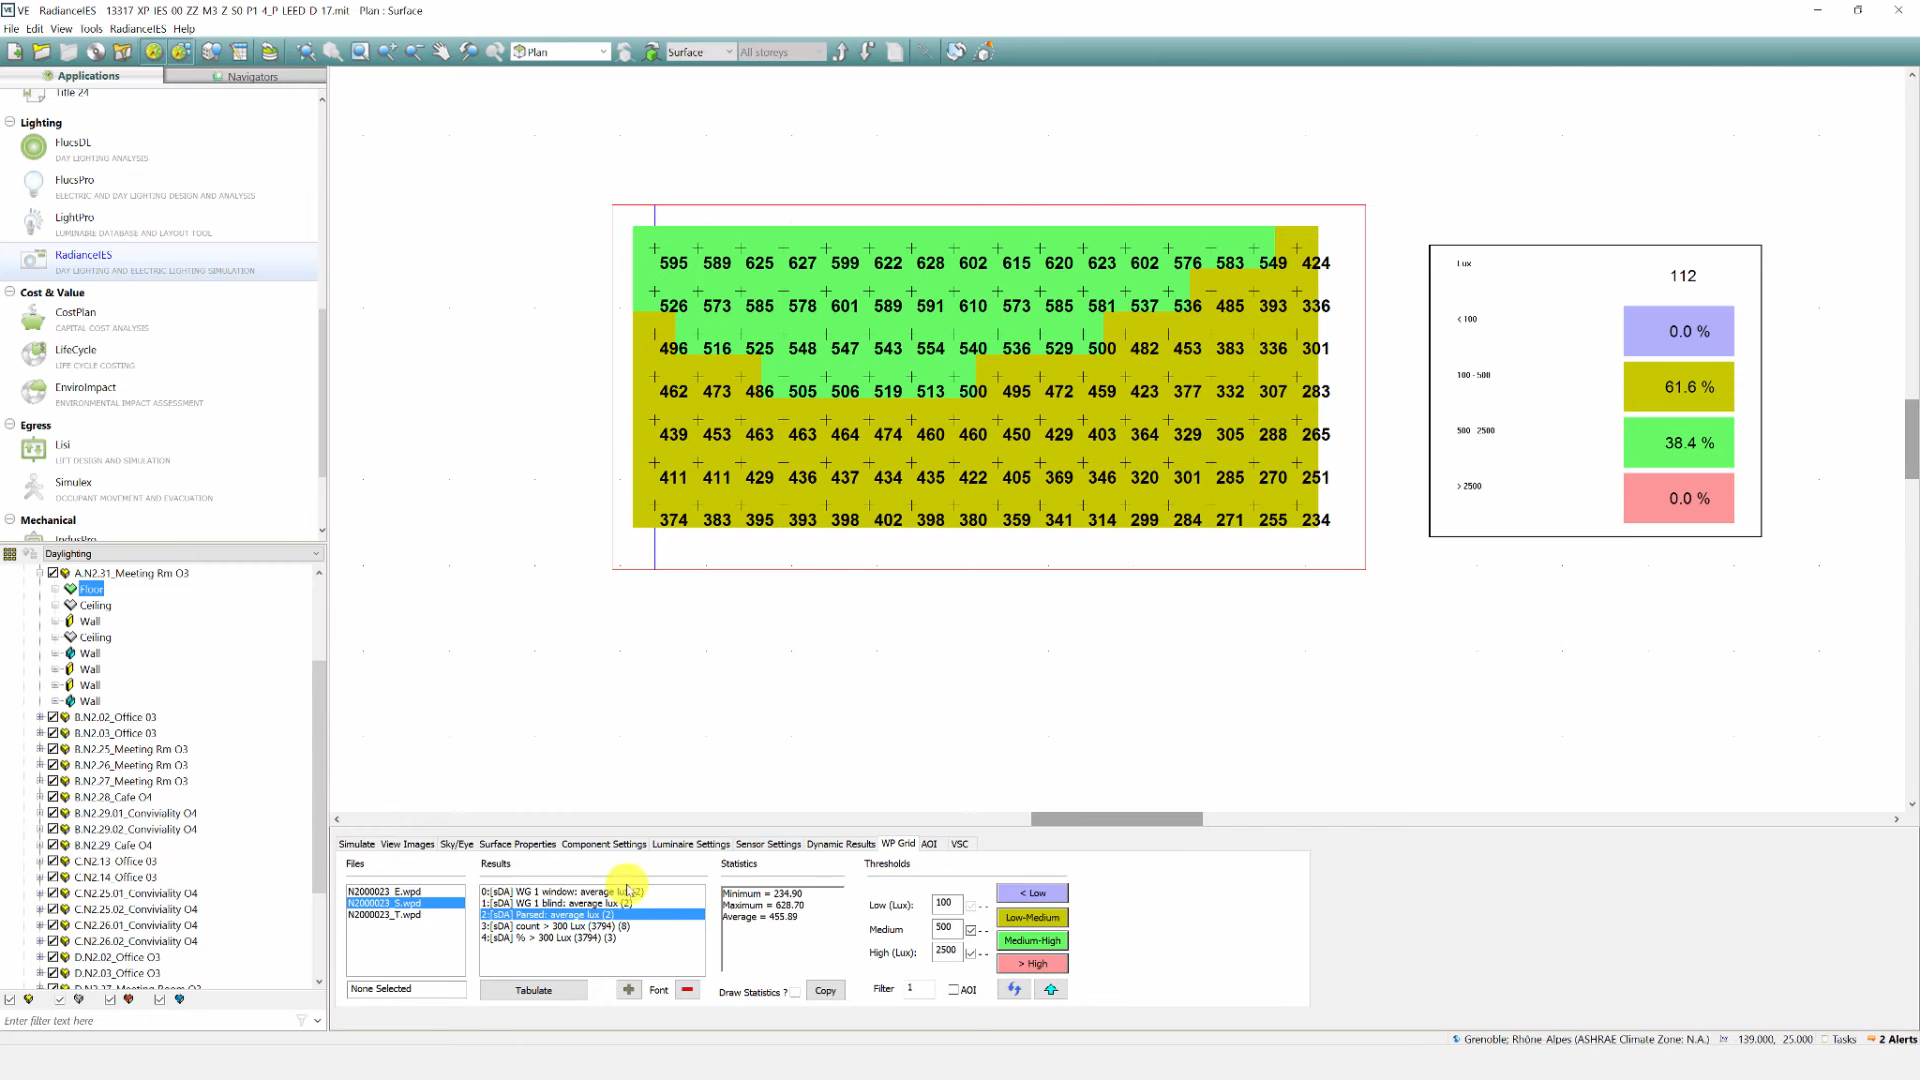 VE RadianceIES 13317 XP IES 00 ZZ M3 Z S0 P1 4_P LEED D 17.mit Plan : Surface
File Edit View Tools RadianceIES Help
Plan Surface All storeys
Applications Navigators
Title 24
Lighting
FlucsDL
DAY LIGHTING ANALYSIS
FlucsPro
ELECTRIC AND DAY LIGHTING DESIGN AND ANALYSIS
LightPro
LUMINAIRE DATABASE AND LAYOUT TOOL
RadianceIES
DAY LIGHTING AND ELECTRIC LIGHTING SIMULATION
Cost & Value
CostPlan
CAPITAL COST ANALYSIS
LifeCycle
LIFE CYCLE COSTING
EnviroImpact
ENVIRONMENTAL IMPACT ASSESSMENT
Egress
Lisi
LIFT DESIGN AND SIMULATION
Simulex
OCCUPANT MOVEMENT AND EVACUATION
Mechanical
IndusPro
Daylighting
A.N2.31_Meeting Rm O3
Floor
Ceiling
Wall
Ceiling
Wall
Wall
Wall
Wall
B.N2.02_Office 03
B.N2.03_Office 03
B.N2.25_Meeting Rm O3
B.N2.26_Meeting Rm O3
B.N2.27_Meeting Rm O3
B.N2.28_Cafe O4
B.N2.29.01_Conviviality O4
B.N2.29.02_Conviviality O4
B.N2.29_Cafe O4
C.N2.13_Office 03
C.N2.14_Office 03
C.N2.25.01_Conviviality O4
C.N2.25.02_Conviviality O4
C.N2.26.01_Conviviality O4
C.N2.26.02_Conviviality O4
D.N2.02_Office O3
D.N2.03_Office O3
D.N2.27_Meeting Room O3
Enter filter text here
595 589 625 627 599 622 628 602 615 620 623 602 576 583 549 424
526 573 585 578 601 589 591 610 573 585 581 537 536 485 393 336
496 516 525 548 547 543 554 540 536 529 500 482 453 383 336 301
462 473 486 505 506 519 513 500 495 472 459 423 377 332 307 283
439 453 463 463 464 474 460 460 450 429 403 364 329 305 288 265
411 411 429 436 437 434 435 422 405 369 346 320 301 285 270 251
374 383 395 393 398 402 398 380 359 341 314 299 284 271 255 234
Lux 112
< 100 0.0 %
100 - 500 61.6 %
500 - 2500 38.4 %
> 2500 0.0 %
Simulate View Images Sky/Eye Surface Properties Component Settings Luminaire Settings Sensor Settings Dynamic Results WP Grid AOI VSC
Files Results Statistics Thresholds
N2000023_E.wpd
N2000023_S.wpd
N2000023_T.wpd
None Selected
0:[sDA] WG 1 window: average lux (2)
1:[sDA] WG 1 blind: average lux (2)
2:[sDA] Parsed: average lux (2)
3:[sDA] count > 300 Lux (3794) (8)
4:[sDA] % > 300 Lux (3794) (3)
Tabulate + Font -
Minimum = 234.90
Maximum = 628.70
Average = 455.89
Draw Statistics ? Copy
Low (Lux): 100 < Low
Low-Medium
Medium 500
Medium-High
High (Lux): 2500 > High
Filter 1 AOI
Grenoble; Rhône-Alpes (ASHRAE Climate Zone: N.A.) 139.000, 25.000 Tasks 2 Alerts